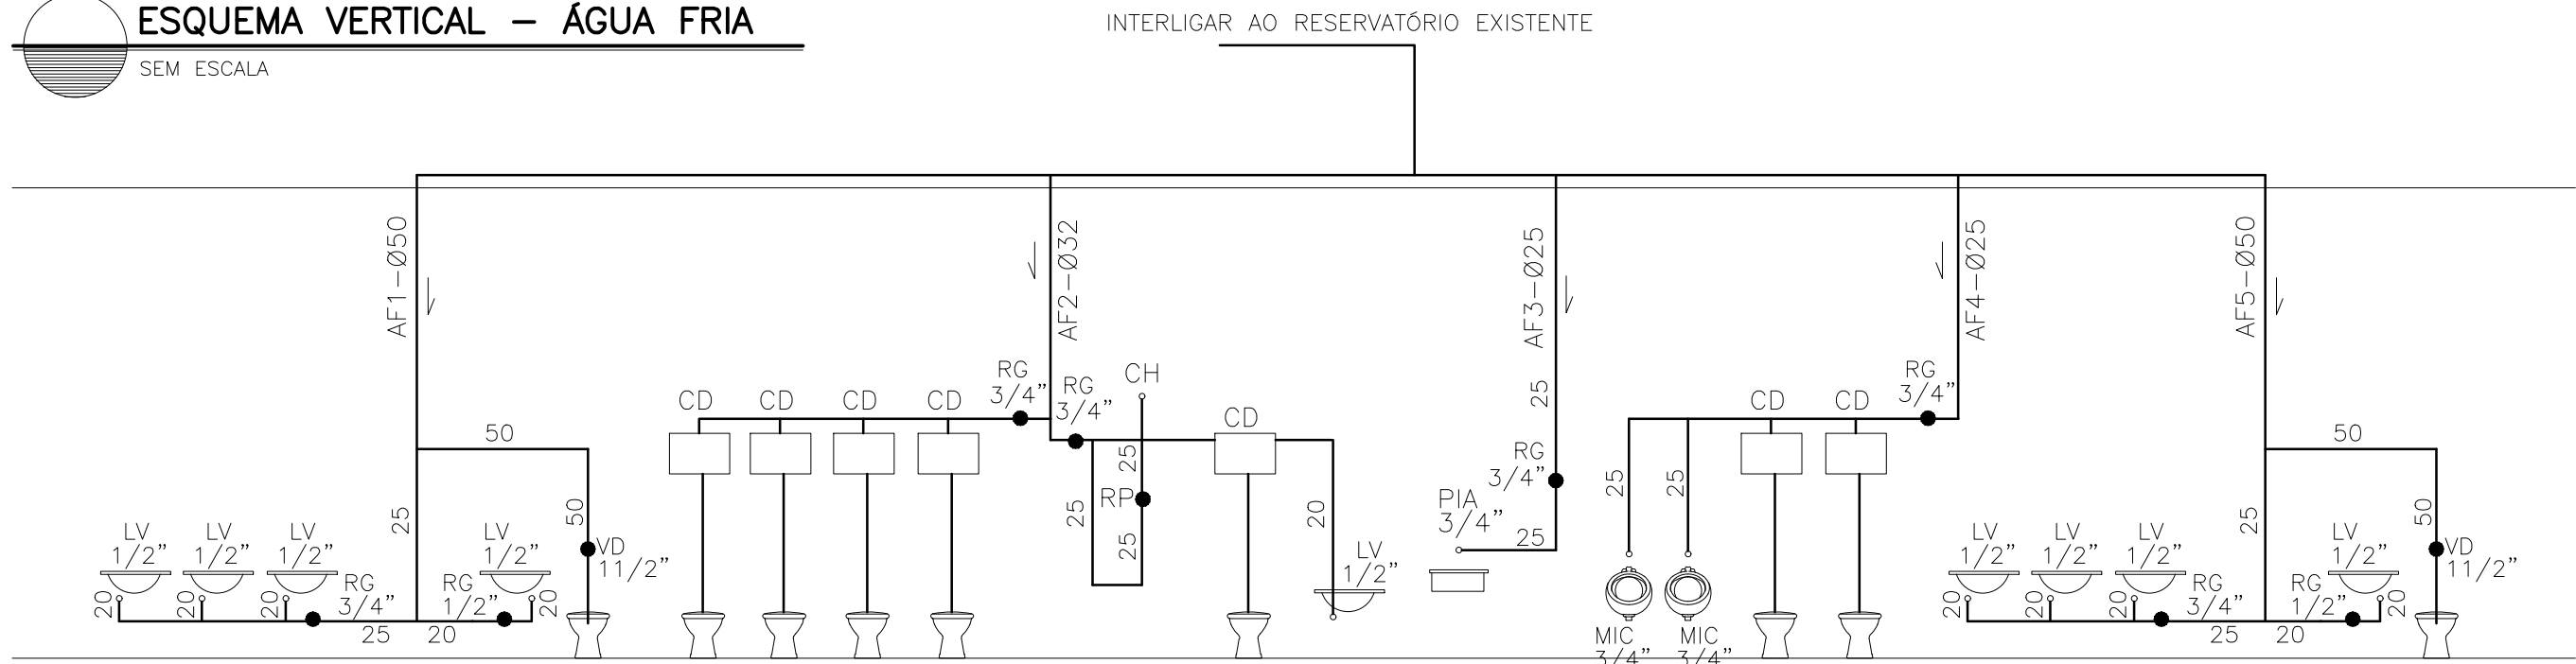 ESQUEMA VERTICAL – ÁGUA FRIA
SEM ESCALA
INTERLIGAR AO RESERVATÓRIO EXISTENTE
AF1–Ø50
50
25
50
LV
1/2”
LV
1/2”
LV
1/2”
LV
1/2”
VD
11/2”
RG
3/4”
RG
1/2”
20
20
20
20
25
20
AF2–Ø32
CD
CD
CD
CD
RG
3/4”
RG
3/4”
CH
CD
25
RP
25
25
20
LV
1/2”
AF3–Ø25
25
RG
3/4”
PIA
3/4”
25
AF4–Ø25
RG
3/4”
CD
CD
25
25
MIC
3/4”
MIC
3/4”
AF5–Ø50
50
25
50
LV
1/2”
LV
1/2”
LV
1/2”
LV
1/2”
VD
11/2”
RG
3/4”
RG
1/2”
20
20
20
20
25
20